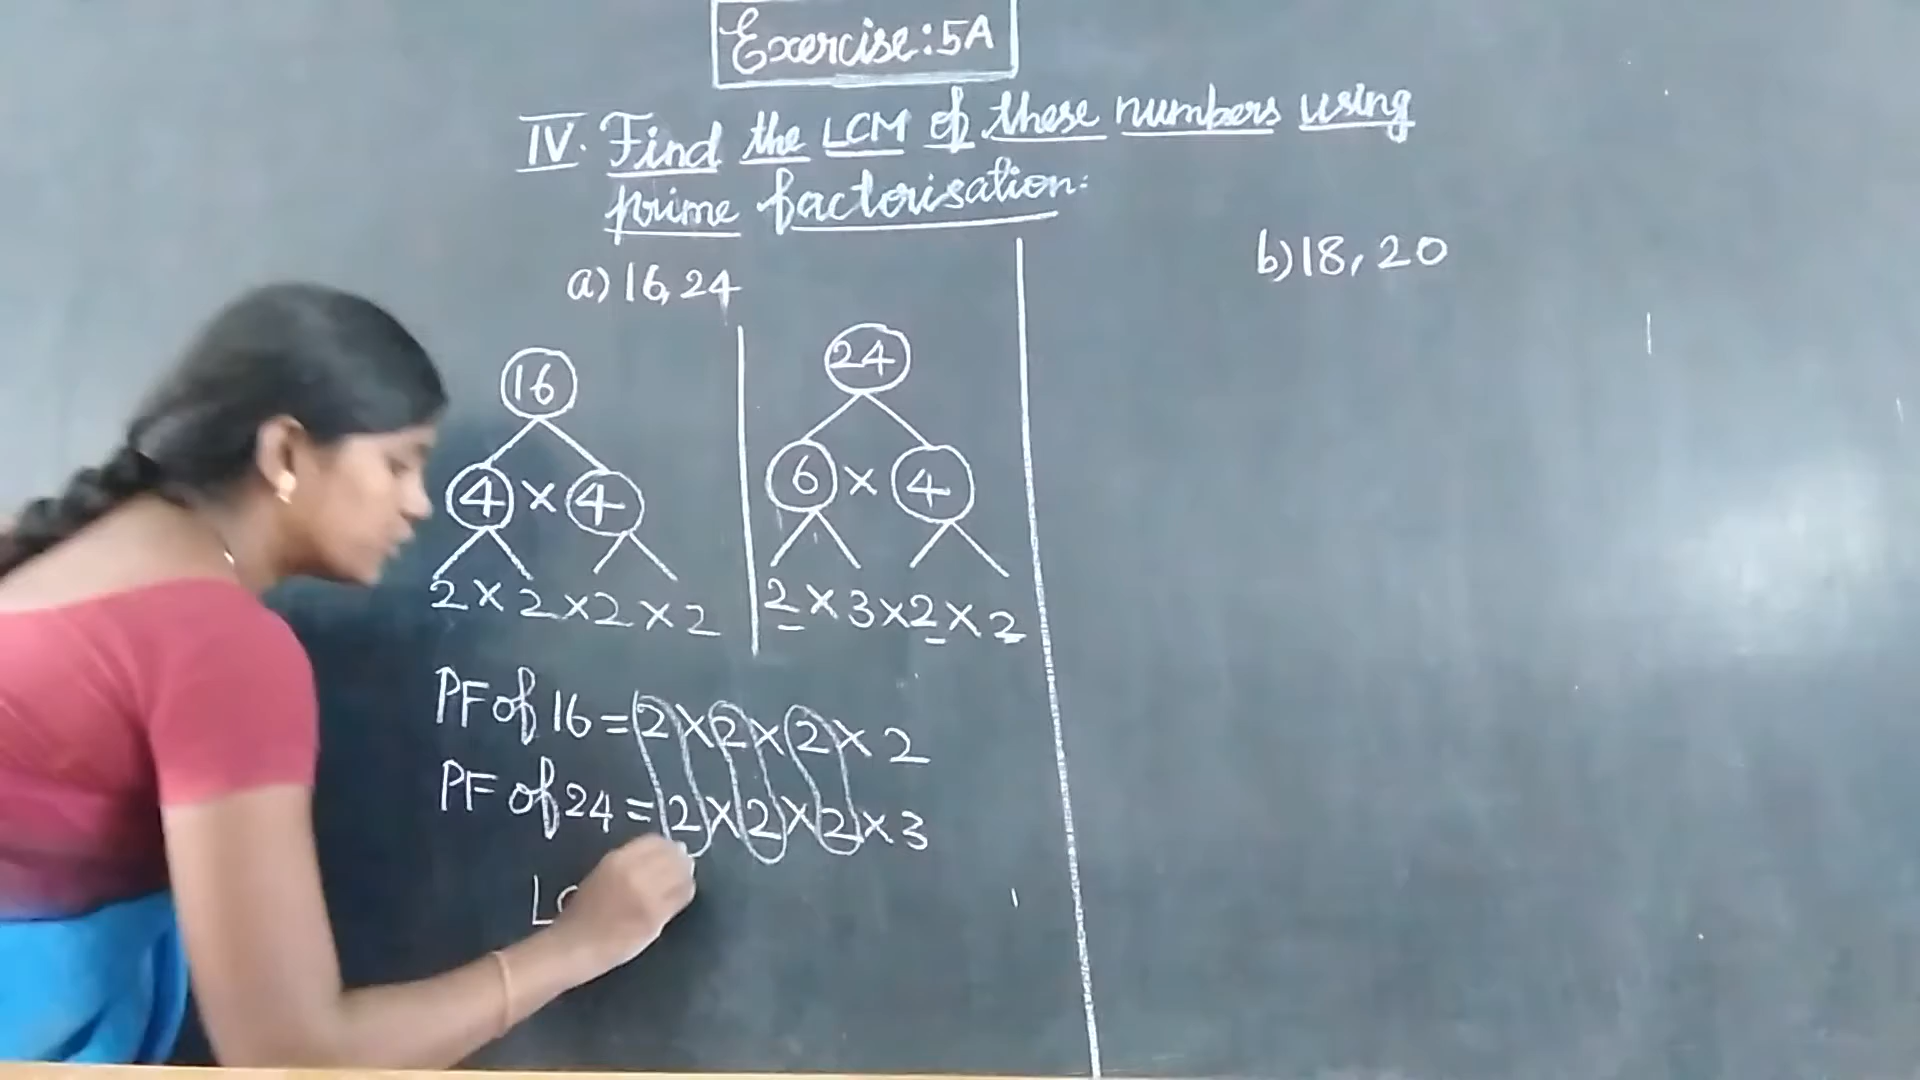 Exercise:5A
IV. Find the LCM of these numbers using
prime factorisation:
a) 16, 24
16
4 × 4
2 × 2 × 2 × 2
24
6 × 4
2 × 3 × 2 × 2
PF of 16 = 2 × 2 × 2 × 2
PF of 24 = 2 × 2 × 2 × 3
LC
b) 18, 20